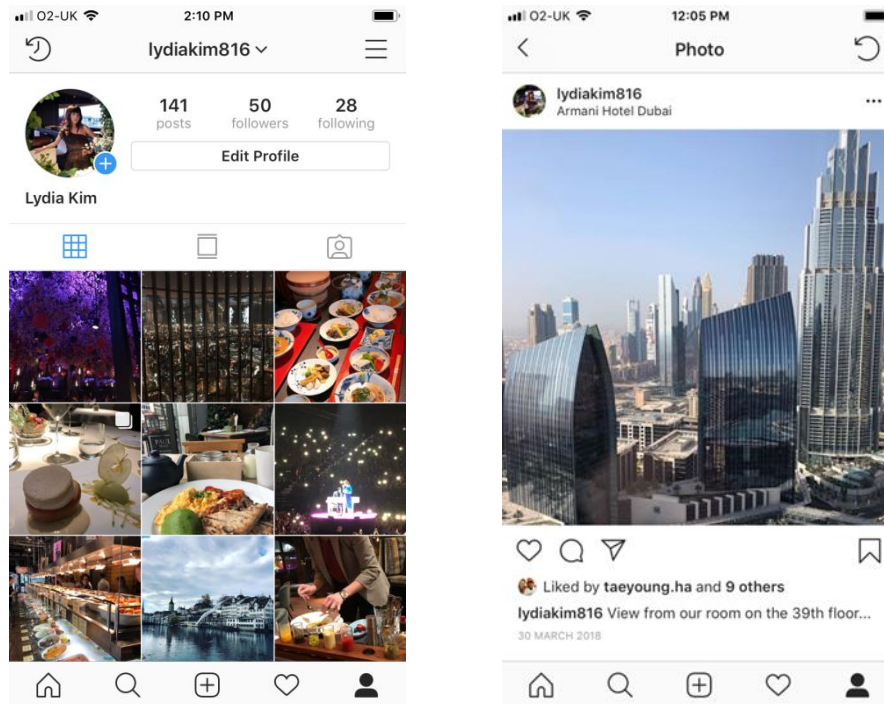 O2-UK
2:10 PM
lydiakim816
141
50
28
posts
followers
following
Edit Profile
Lydia Kim
PAUL
O2-UK
12:05 PM
Photo
lydiakim816
Armani Hotel Dubai
Liked by taeyoung.ha and 9 others
lydiakim816 View from our room on the 39th floor...
30 MARCH 2018